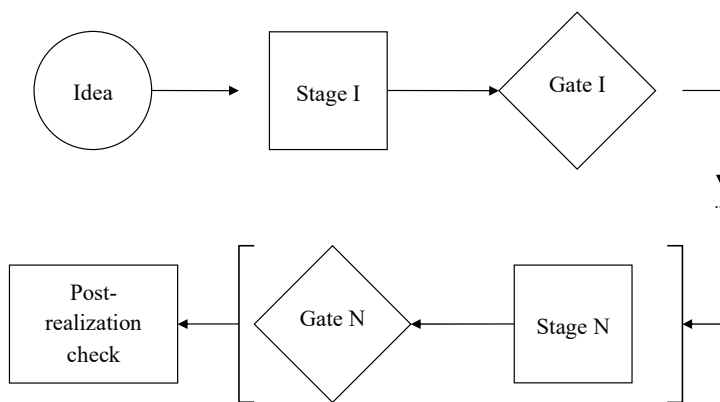 Idea
Stage I
Gate I
Post-
realization
check
Gate N
Stage N